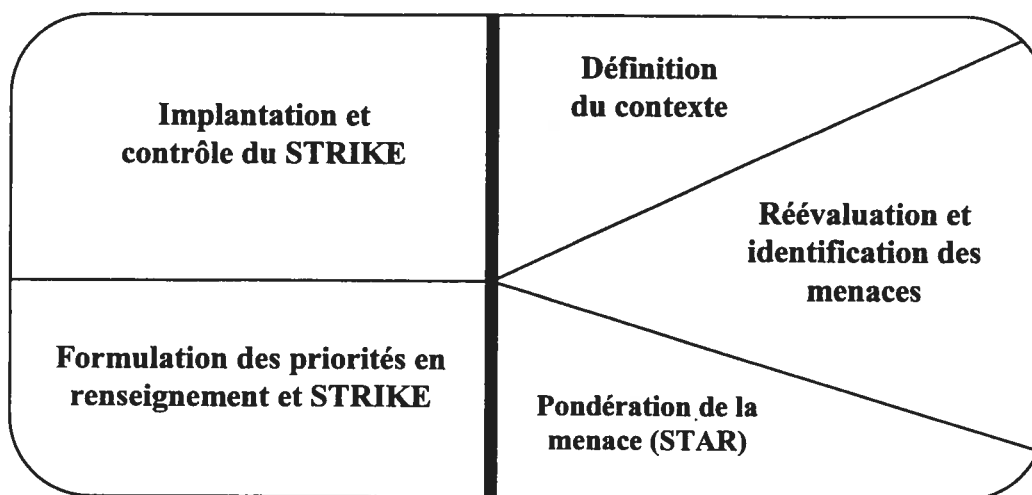 Implantation et
contrôle du STRIKE
Formulation des priorités en
renseignement et STRIKE
Définition
du contexte
Réévaluation et
identification des
menaces
Pondération de la
menace (STAR)